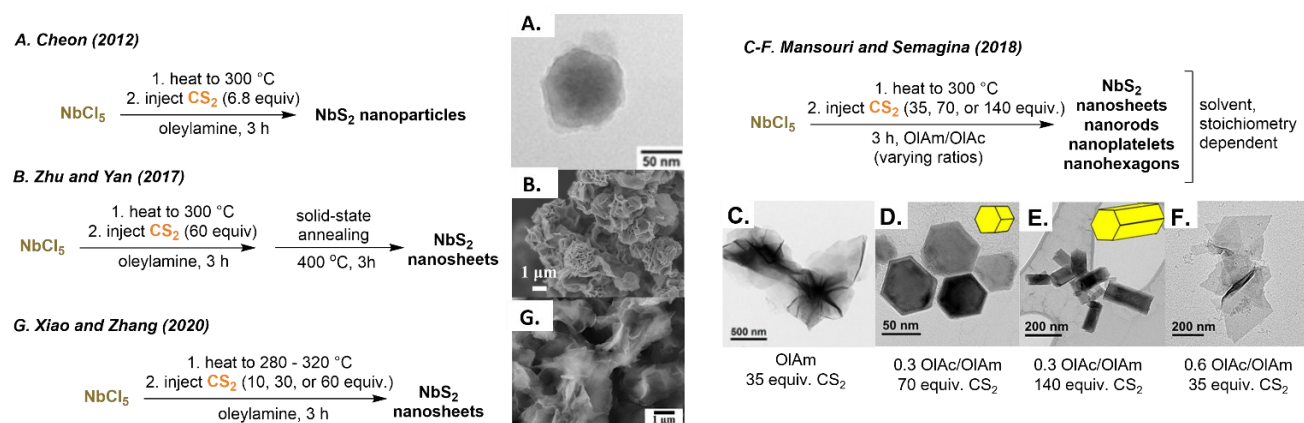 A. Cheon (2012)
NbCl5
1. heat to 300 °C
2. inject CS2 (6.8 equiv)
oleylamine, 3 h
NbS2 nanoparticles
A.
50 nm
B. Zhu and Yan (2017)
NbCl5
1. heat to 300 °C
2. inject CS2 (60 equiv)
oleylamine, 3 h
solid-state
annealing
400 °C, 3h
NbS2
nanosheets
B.
1 μm
G. Xiao and Zhang (2020)
NbCl5
1. heat to 280 - 320 °C
2. inject CS2 (10, 30, or 60 equiv.)
oleylamine, 3 h
NbS2
nanosheets
G.
1 μm
C-F. Mansouri and Semagina (2018)
NbCl5
1. heat to 300 °C
2. inject CS2 (35, 70, or 140 equiv.)
3 h, OlAm/OlAc
(varying ratios)
NbS2
nanosheets
nanorods
nanoplatelets
nanohexagons
solvent,
stoichiometry
dependent
C.
500 nm
OlAm
35 equiv. CS2
D.
50 nm
0.3 OlAc/OlAm
70 equiv. CS2
E.
200 nm
0.3 OlAc/OlAm
140 equiv. CS2
F.
200 nm
0.6 OlAc/OlAm
35 equiv. CS2